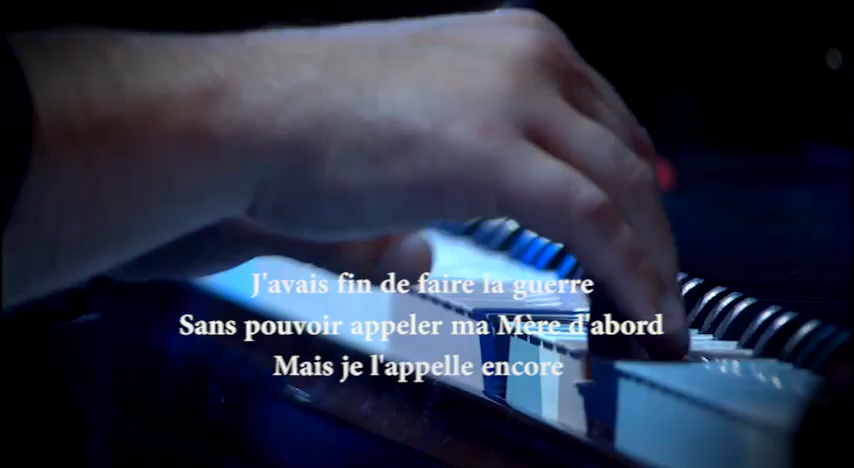 J'avais fin de faire la guerre
Sans pouvoir appeler ma Mère d'abord
Mais je l'appelle encore